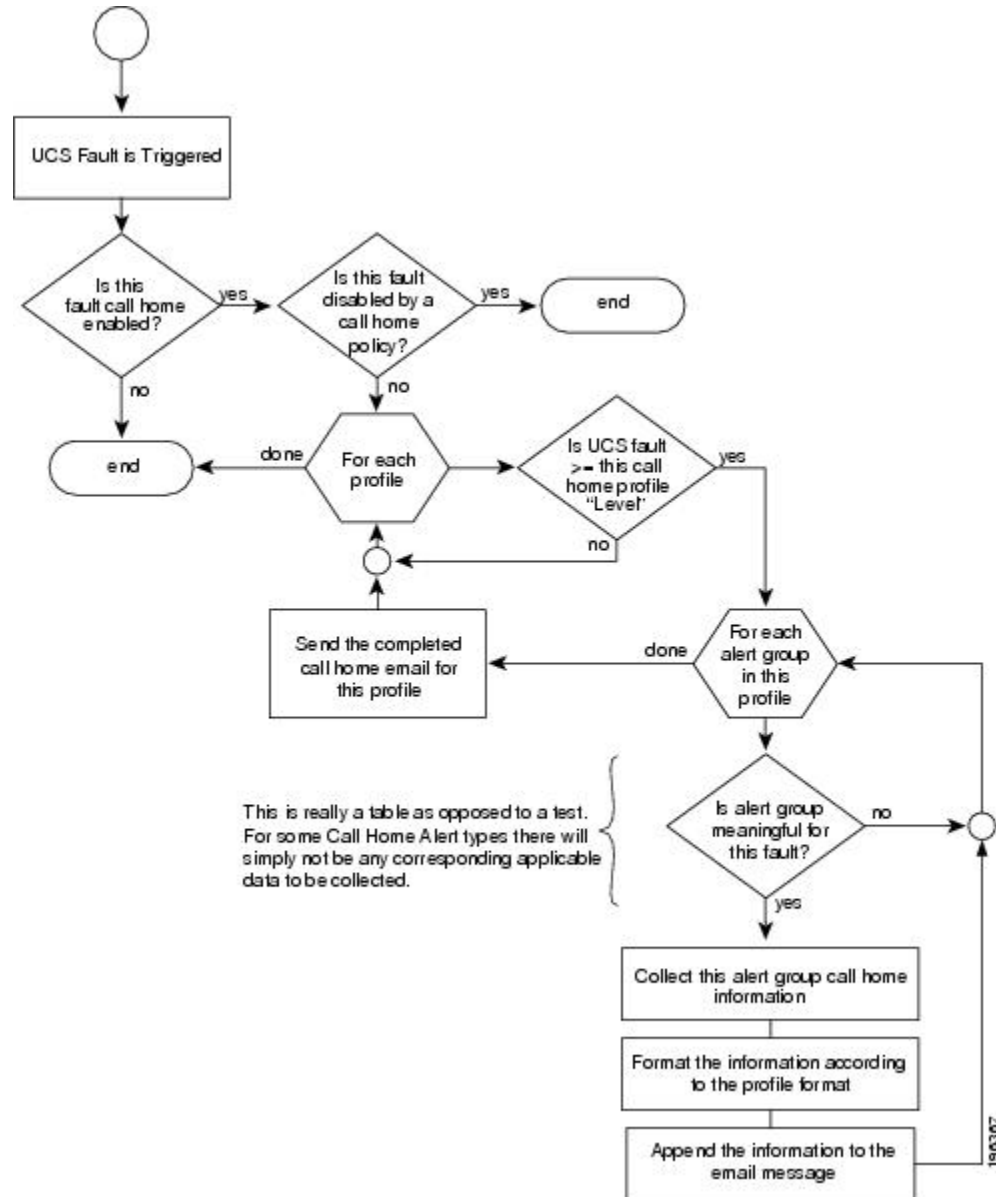 UCS Fault is Triggered
Is this
fault call home
enabled?
yes
Is this fault
disabled by a
call home
policy?
yes
end
no
no
end
done
For each
profile
Is UCS fault
>= this call
home profile
“Level”
yes
no
Send the completed
call home email for
this profile
done
For each
alert group
in this
profile
This is really a table as opposed to a test.
For some Call Home Alert types there will
simply not be any corresponding applicable
data to be collected.
Is alert group
meaningful for
this fault?
no
yes
Collect this alert group call home
information
Format the information according
to the profile format
Append the information to the
email message